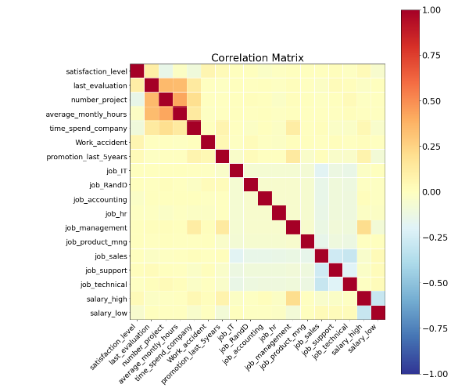 Correlation Matrix
satisfaction_level
last_evaluation
number_project
average_montly_hours
time_spend_company
Work_accident
promotion_last_5years
job_IT
job_RandD
job_accounting
job_hr
job_management
job_product_mng
job_sales
job_support
job_technical
salary_high
salary_low
satisfaction_level
last_evaluation
number_project
average_montly_hours
time_spend_company
Work_accident
promotion_last_5years
job_IT
job_RandD
job_accounting
job_hr
job_management
job_product_mng
job_sales
job_support
job_technical
salary_high
salary_low
1.00
0.75
0.50
0.25
0.00
−0.25
−0.50
−0.75
−1.00